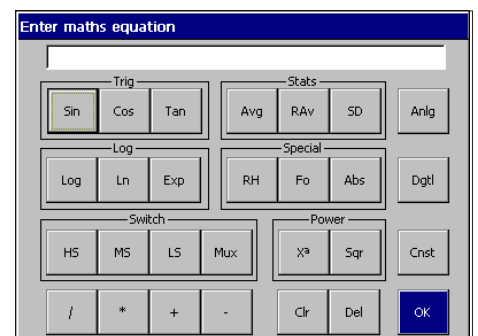 Enter maths equation
Trig Stats
Sin Cos Tan Avg RAv SD Anlg
Log Special
Log Ln Exp RH Fo Abs Dgtl
Switch Power
HS MS LS Mux Xª Sqr Cnst
/ * + - Clr Del OK